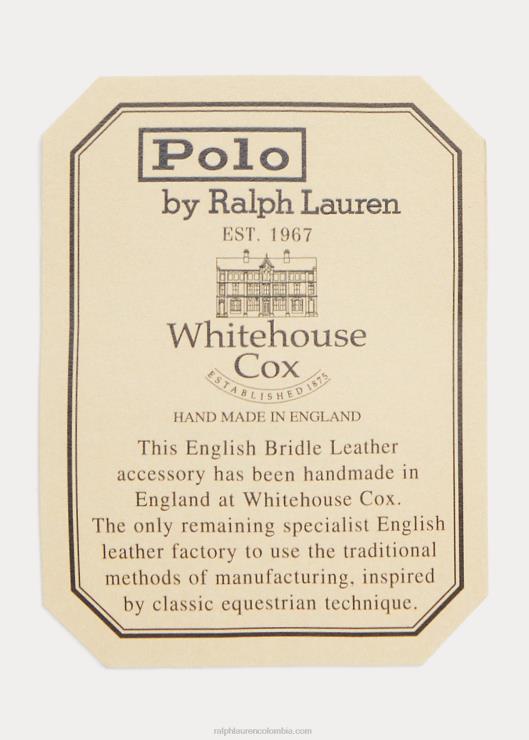 Polo
by Ralph Lauren
EST. 1967
Whitehouse
Cox
ESTABLISHED 1875
HAND MADE IN ENGLAND
This English Bridle Leather
accessory has been handmade in
England at Whitehouse Cox.
The only remaining specialist English
leather factory to use the traditional
methods of manufacturing, inspired
by classic equestrian technique.
ralphlaurencolombia.com